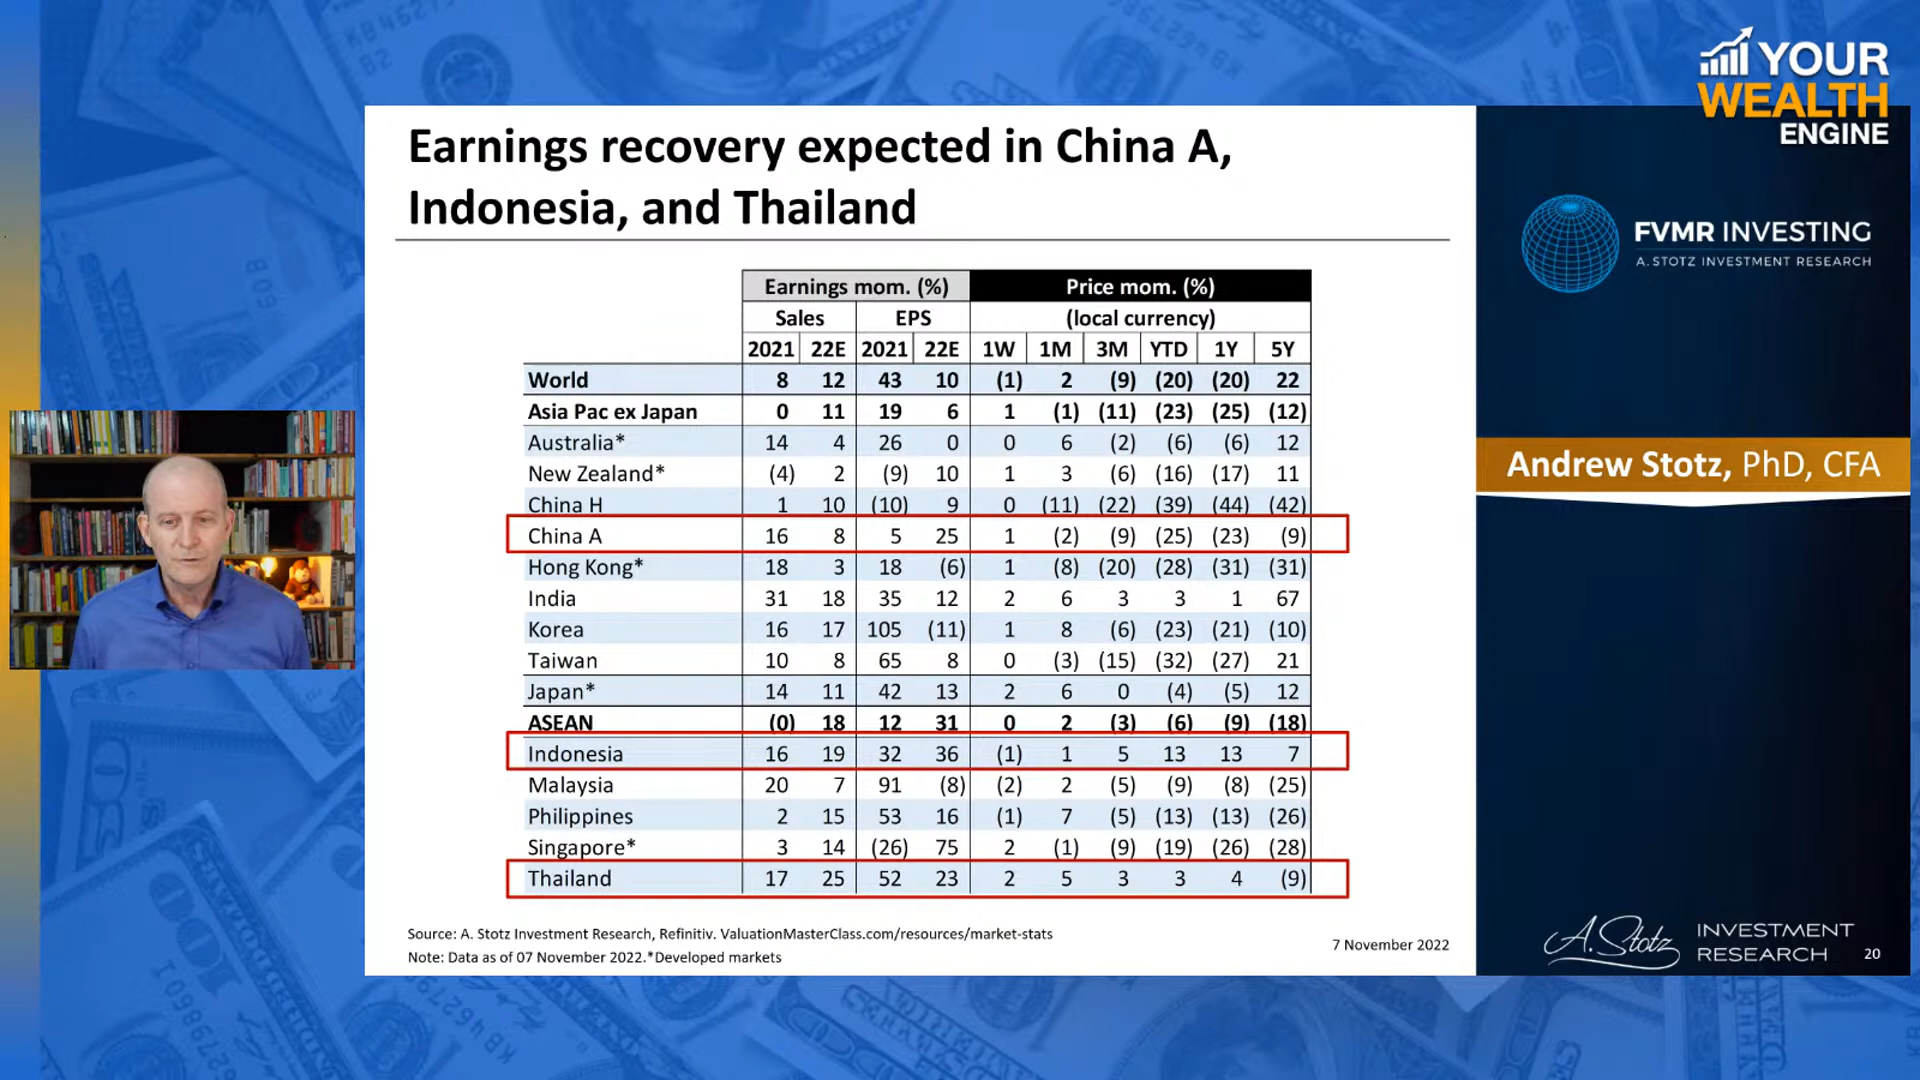 YOUR
WEALTH
ENGINE
Earnings recovery expected in China A,
Indonesia, and Thailand
FVMR INVESTING
A. STOTZ INVESTMENT RESEARCH
Earnings mom. (%) Price mom. (%)
Sales EPS (local currency)
2021 22E 2021 22E 1W 1M 3M YTD 1Y 5Y
World 8 12 43 10 (1) 2 (9) (20) (20) 22
Asia Pac ex Japan 0 11 19 6 1 (1) (11) (23) (25) (12)
Australia* 14 4 26 0 0 6 (2) (6) (6) 12
New Zealand* (4) 2 (9) 10 1 3 (6) (16) (17) 11
China H 1 10 (10) 9 0 (11) (22) (39) (44) (42)
China A 16 8 5 25 1 (2) (9) (25) (23) (9)
Hong Kong* 18 3 18 (6) 1 (8) (20) (28) (31) (31)
India 31 18 35 12 2 6 3 3 1 67
Korea 16 17 105 (11) 1 8 (6) (23) (21) (10)
Taiwan 10 8 65 8 0 (3) (15) (32) (27) 21
Japan* 14 11 42 13 2 6 0 (4) (5) 12
ASEAN (0) 18 12 31 0 2 (3) (6) (9) (18)
Indonesia 16 19 32 36 (1) 1 5 13 13 7
Malaysia 20 7 91 (8) (2) 2 (5) (9) (8) (25)
Philippines 2 15 53 16 (1) 7 (5) (13) (13) (26)
Singapore* 3 14 (26) 75 2 (1) (9) (19) (26) (28)
Thailand 17 25 52 23 2 5 3 3 4 (9)
Andrew Stotz, PhD, CFA
Source: A. Stotz Investment Research, Refinitiv. ValuationMasterClass.com/resources/market-stats
Note: Data as of 07 November 2022.*Developed markets
7 November 2022
A. Stotz INVESTMENT
RESEARCH
20